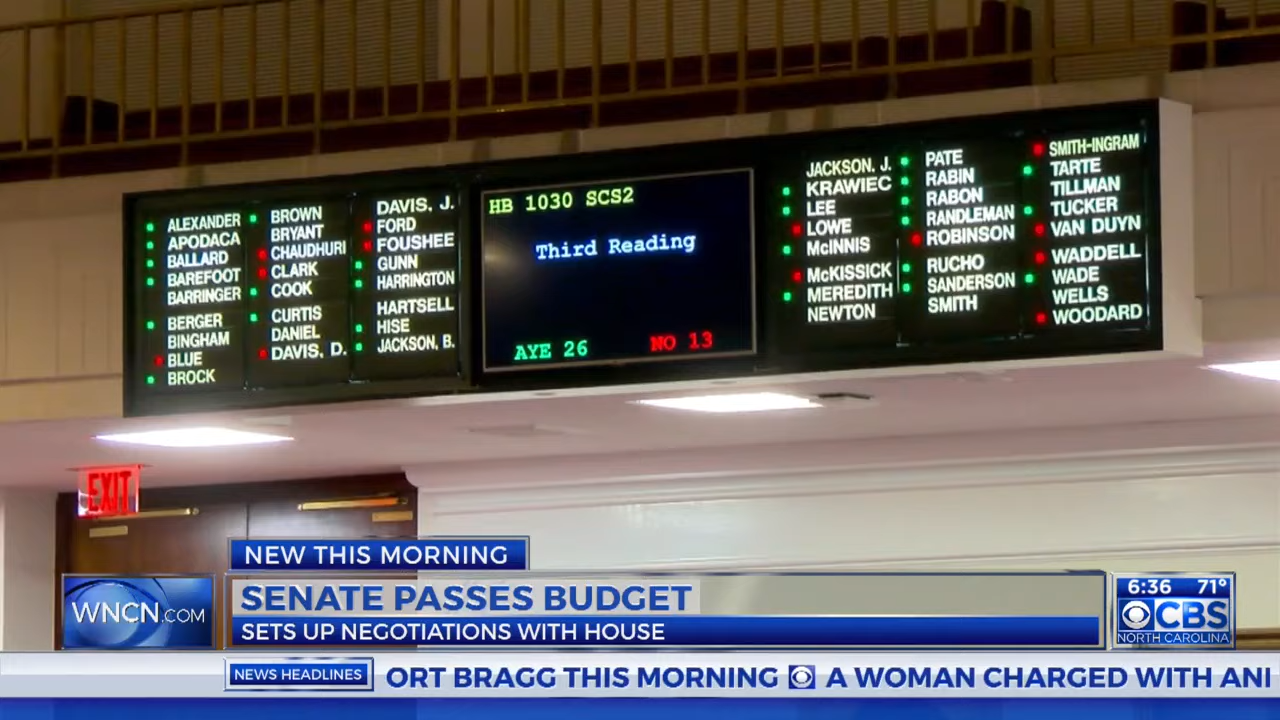 ALEXANDER
APODACA
BALLARD
BAREFOOT
BARRINGER
BERGER
BINGHAM
BLUE
BROCK
BROWN
BRYANT
CHAUDHURI
CLARK
COOK
CURTIS
DANIEL
DAVIS, D.
DAVIS, J.
FORD
FOUSHEE
GUNN
HARRINGTON
HARTSELL
HISE
JACKSON, B.
HB 1030 SCS2
Third Reading
AYE 26 NO 13
JACKSON, J.
KRAWIEC
LEE
LOWE
McINNIS
McKISSICK
MEREDITH
NEWTON
PATE
RABIN
RABON
RANDLEMAN
ROBINSON
RUCHO
SANDERSON
SMITH
SMITH-INGRAM
TARTE
TILLMAN
TUCKER
VAN DUYN
WADDELL
WADE
WELLS
WOODARD
EXIT
NEW THIS MORNING
WNCN.COM
SENATE PASSES BUDGET
SETS UP NEGOTIATIONS WITH HOUSE
6:36 71°
CBS
NORTH CAROLINA
NEWS HEADLINES ORT BRAGG THIS MORNING A WOMAN CHARGED WITH ANI